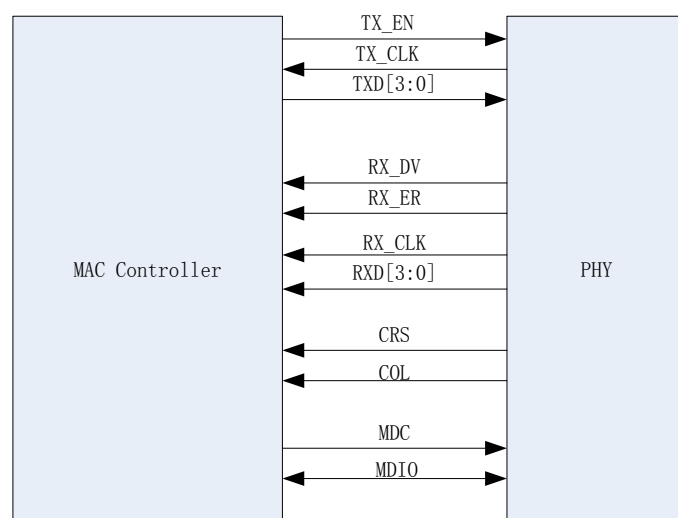 TX_EN
TX_CLK
TXD[3:0]
RX_DV
RX_ER
RX_CLK
MAC Controller
RXD[3:0]
PHY
CRS
COL
MDC
MDIO